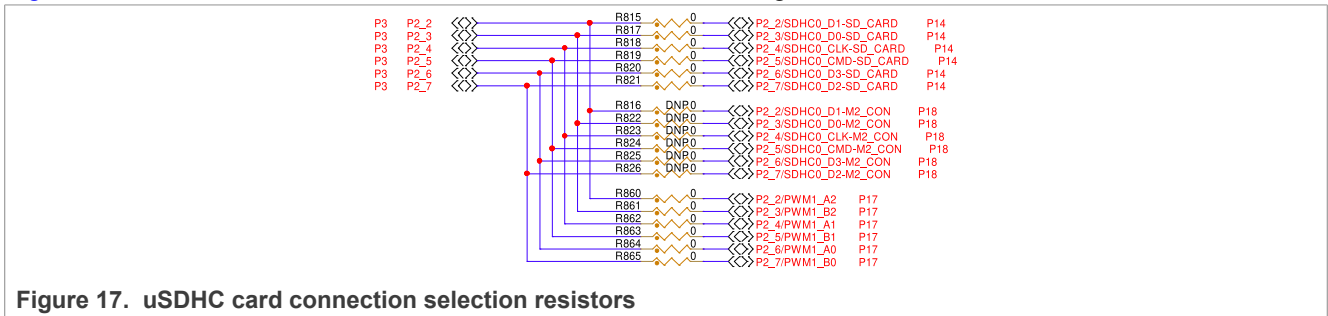 R815 0
P3 P2_2 P2_2/SDHC0_D1-SD_CARD P14
R817 0
P3 P2_3 P2_3/SDHC0_D0-SD_CARD P14
R818 0
P3 P2_4 P2_4/SDHC0_CLK-SD_CARD P14
R819 0
P3 P2_5 P2_5/SDHC0_CMD-SD_CARD P14
R820 0
P3 P2_6 P2_6/SDHC0_D3-SD_CARD P14
R821 0
P3 P2_7 P2_7/SDHC0_D2-SD_CARD P14
R816 DNP 0
P2_2/SDHC0_D1-M2_CON P18
R822 DNP 0
P2_3/SDHC0_D0-M2_CON P18
R823 DNP 0
P2_4/SDHC0_CLK-M2_CON P18
R824 DNP 0
P2_5/SDHC0_CMD-M2_CON P18
R825 DNP 0
P2_6/SDHC0_D3-M2_CON P18
R826 DNP 0
P2_7/SDHC0_D2-M2_CON P18
R860 0
P2_2/PWM1_A2 P17
R861 0
P2_3/PWM1_B2 P17
R862 0
P2_4/PWM1_A1 P17
R863 0
P2_5/PWM1_B1 P17
R864 0
P2_6/PWM1_A0 P17
R865 0
P2_7/PWM1_B0 P17
Figure 17. uSDHC card connection selection resistors